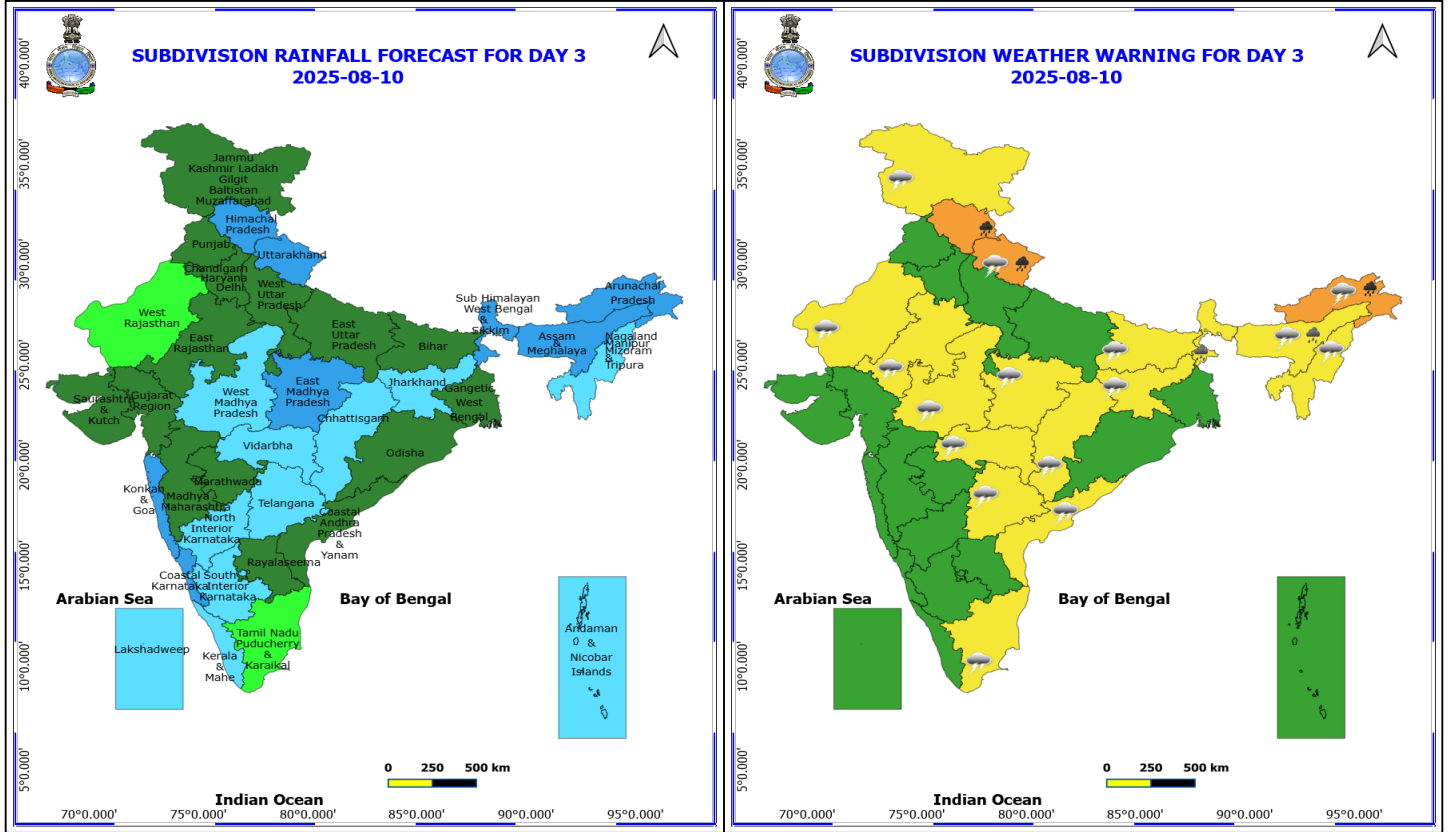 SUBDIVISION RAINFALL FORECAST FOR DAY 3
2025-08-10
40°0.000'
35°0.000'
30°0.000'
25°0.000'
20°0.000'
15°0.000'
10°0.000'
5°0.000'
Jammu
Kashmir Ladakh
Gilgit
Baltistan
Muzaffarabad
Himachal
Pradesh
Punjab
Uttarakhand
Chandigarh
Haryana
Delhi
West
Uttar
Pradesh
West
Rajasthan
East
Rajasthan
East
Uttar
Pradesh
Bihar
Sub Himalayan
West Bengal
&
Sikkim
Arunachal
Pradesh
Assam
&
Meghalaya
Nagaland
Manipur
Mizoram
&
Tripura
Saurashtra
&
Kutch
Gujarat
Region
West
Madhya
Pradesh
East
Madhya
Pradesh
Jharkhand
Gangetic
West
Bengal
Chhattisgarh
Vidarbha
Odisha
Konkan
&
Goa
Madhya
Maharashtra
Marathwada
Telangana
North
Interior
Karnataka
Coastal
Andhra
Pradesh
&
Yanam
Rayalaseema
Coastal
Karnataka
South
Interior
Karnataka
Arabian Sea
Bay of Bengal
Lakshadweep
Kerala
&
Mahe
Tamil Nadu
Puducherry
&
Karaikal
Andaman
&
Nicobar
Islands
0 250 500 km
Indian Ocean
70°0.000' 75°0.000' 80°0.000' 85°0.000' 90°0.000' 95°0.000'
SUBDIVISION WEATHER WARNING FOR DAY 3
2025-08-10
40°0.000'
35°0.000'
30°0.000'
25°0.000'
20°0.000'
15°0.000'
10°0.000'
5°0.000'
Arabian Sea
Bay of Bengal
0 250 500 km
Indian Ocean
70°0.000' 75°0.000' 80°0.000' 85°0.000' 90°0.000' 95°0.000'